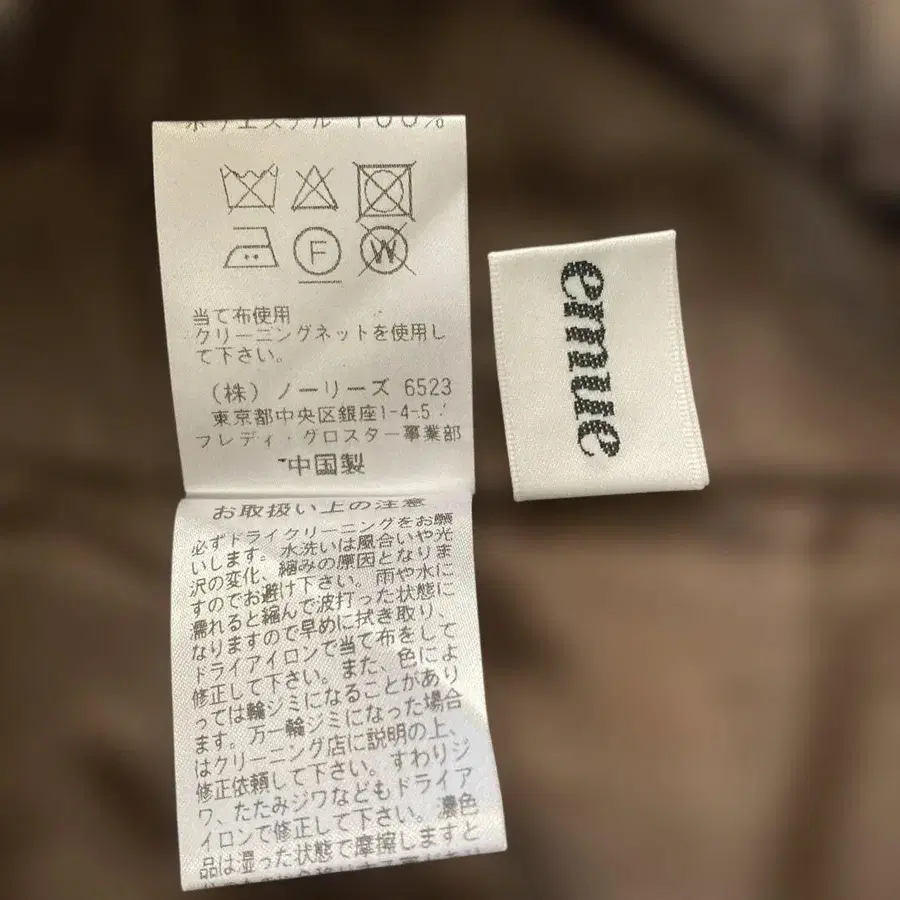 ポリエステル 100%
F
W
当て布使用
クリーニングネットを使用し
て下さい。
(株) ノーリーズ 6523
東京都中央区銀座1-4-5
フレディ・グロスター事業部
中国製
お取扱い上の注意
必ずドライクリーニングをお願
いします。水洗いは風合いや光
沢の変化、縮みの原因となりま
すのでお避け下さい。雨や水に
濡れると縮んで波打った状態に
なりますので早めに拭き取り、
ドライアイロンで当て布をして
修正して下さい。また、色によ
っては輪ジミになることがあり
ます。万一輪ジミになった場合
はクリーニング店に説明の上、
修正依頼して下さい。すわりジ
ワ、たたみジワなどもドライア
イロンで修正して下さい。濃色
品は湿った状態で摩擦しますと
ermue